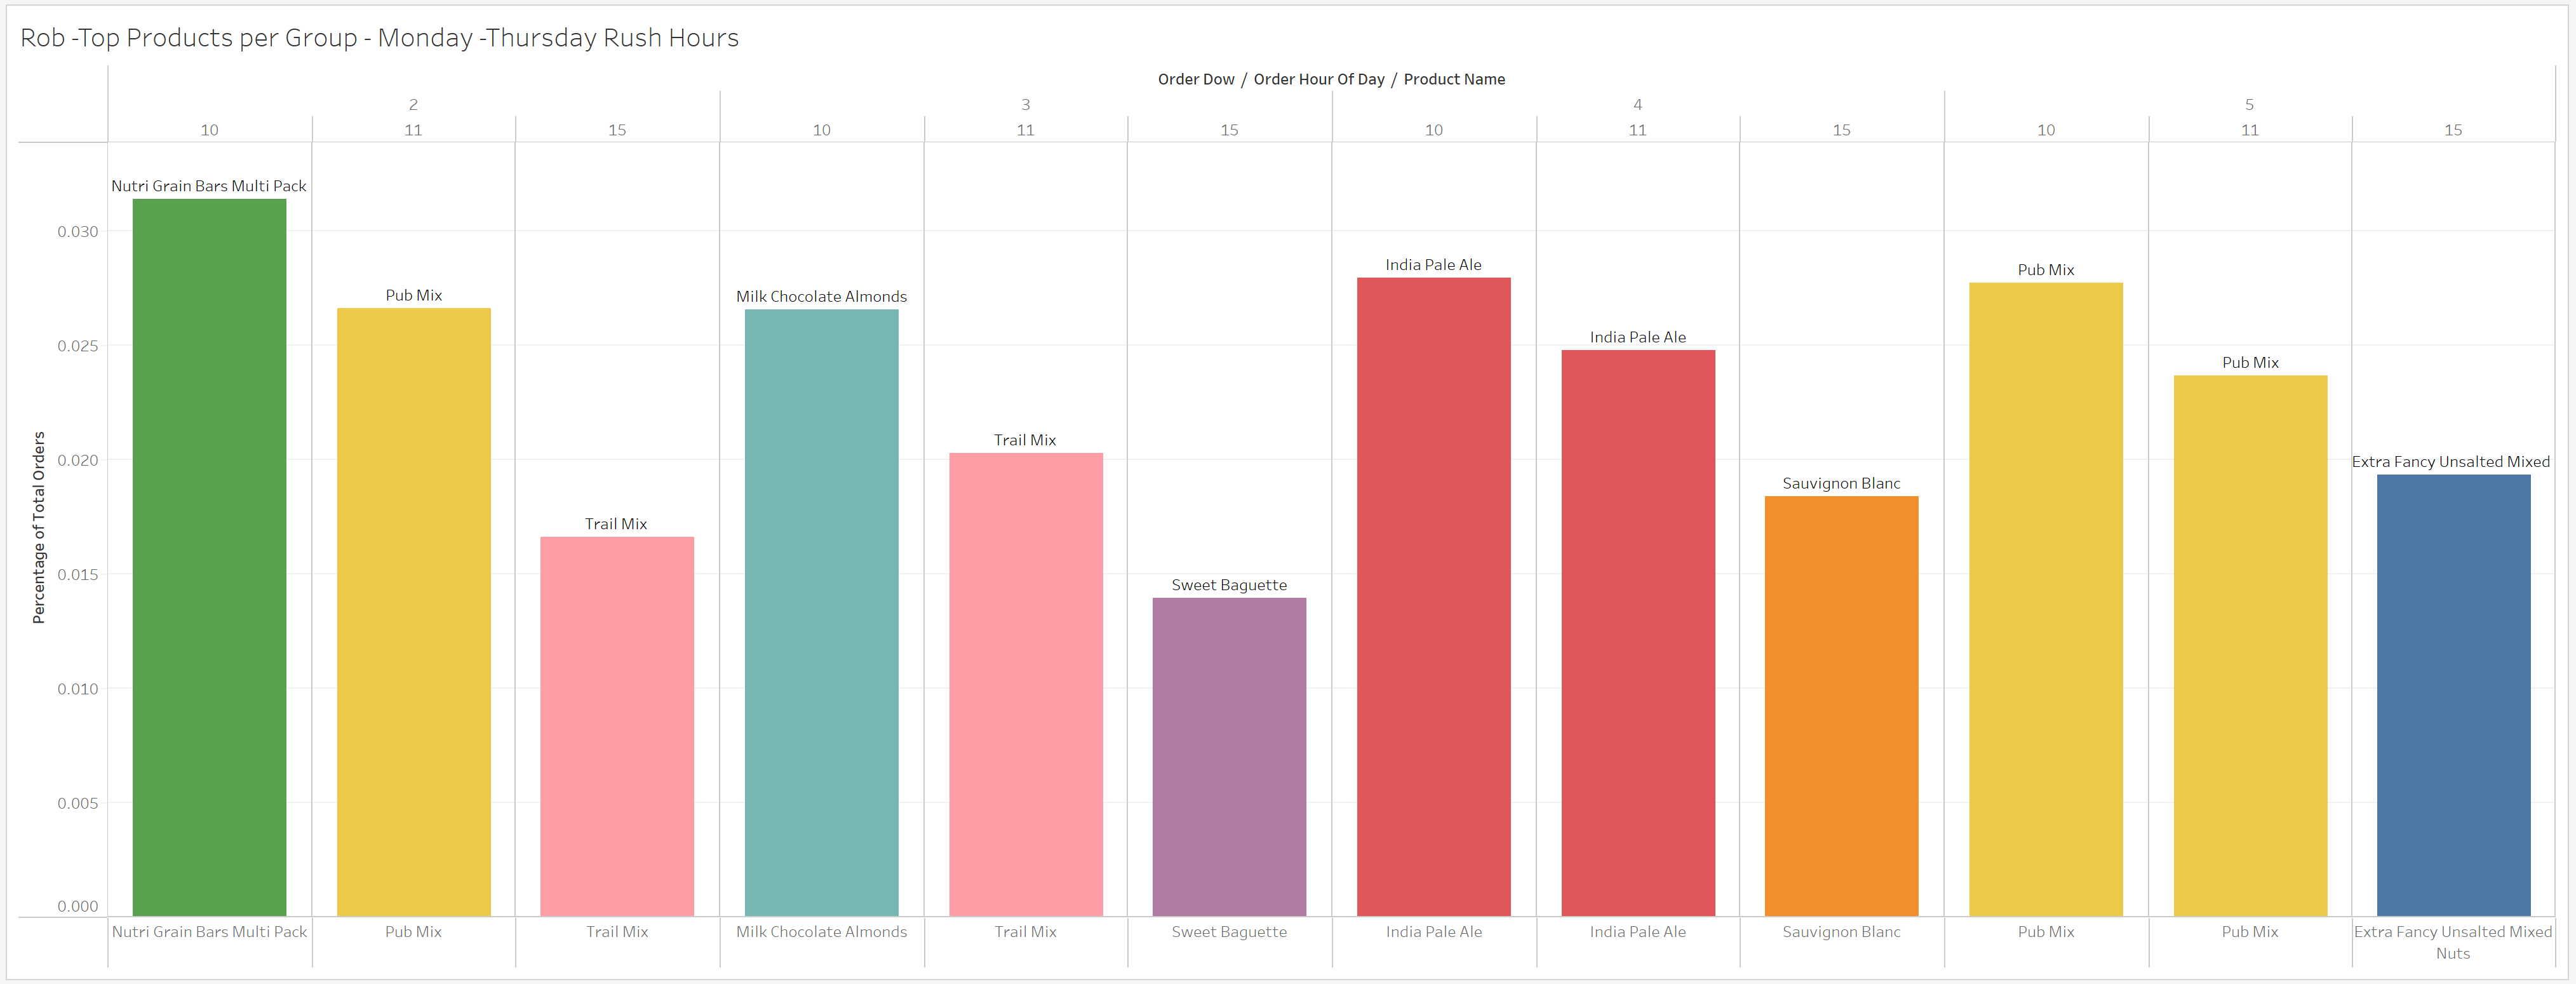 Rob -Top Products per Group - Monday -Thursday Rush Hours
Order Dow / Order Hour Of Day / Product Name
2 3 4 5
10 11 15 10 11 15 10 11 15 10 11 15
Percentage of Total Orders
0.030
0.025
0.020
0.015
0.010
0.005
0.000
Nutri Grain Bars Multi Pack
Pub Mix
Trail Mix
Milk Chocolate Almonds
Trail Mix
Sweet Baguette
India Pale Ale
India Pale Ale
Sauvignon Blanc
Pub Mix
Pub Mix
Extra Fancy Unsalted Mixed
Nutri Grain Bars Multi Pack
Pub Mix
Trail Mix
Milk Chocolate Almonds
Trail Mix
Sweet Baguette
India Pale Ale
India Pale Ale
Sauvignon Blanc
Pub Mix
Pub Mix
Extra Fancy Unsalted Mixed
Nuts